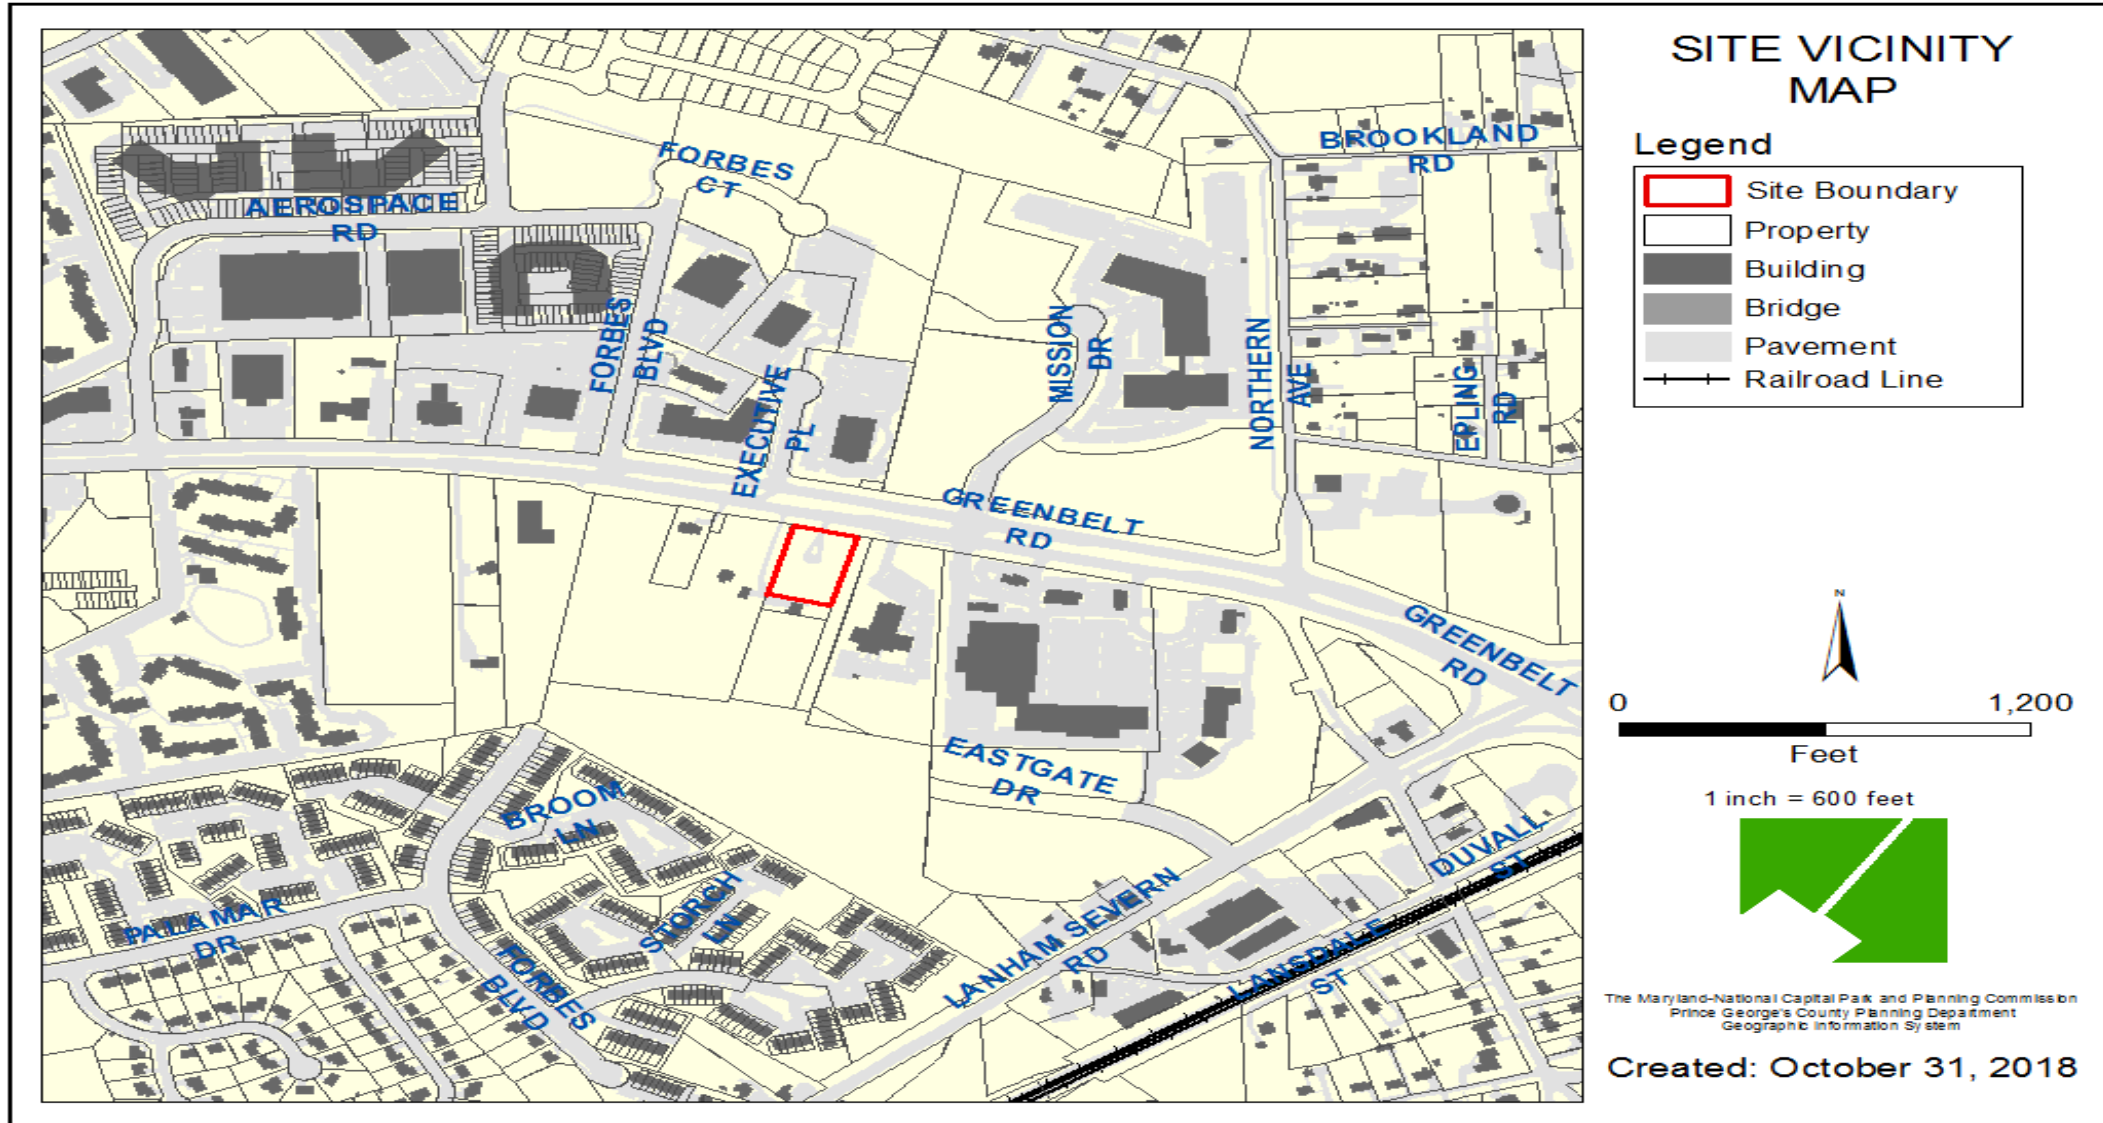 SITE VICINITY
MAP
Legend
Site Boundary
Property
Building
Bridge
Pavement
Railroad Line
N
0 1,200
Feet
1 inch = 600 feet
The Maryland-National Capital Park and Planning Commission
Prince George's County Planning Department
Geographic Information System
Created: October 31, 2018
BROOKLAND
RD
FORBES
CT
AEROSPACE
RD
FORBES
BLVD
EXECUTIVE
PL
MISSION
DR
NORTHERN
AVE
EPLING
RD
GREENBELT
RD
GREENBELT
RD
EASTGATE
DR
BROOM
LN
STORCH
LN
PALAMAR
DR
FORBES
BLVD
LANHAM SEVERN
RD
LANSDALE
ST
DUVALL
ST